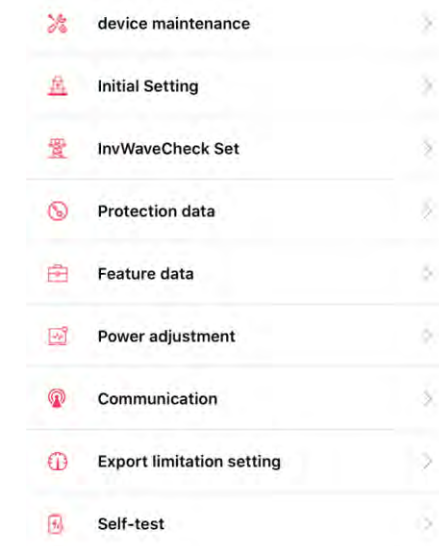 device maintenance
Initial Setting
InvWaveCheck Set
Protection data
Feature data
Power adjustment
Communication
Export limitation setting
Self-test